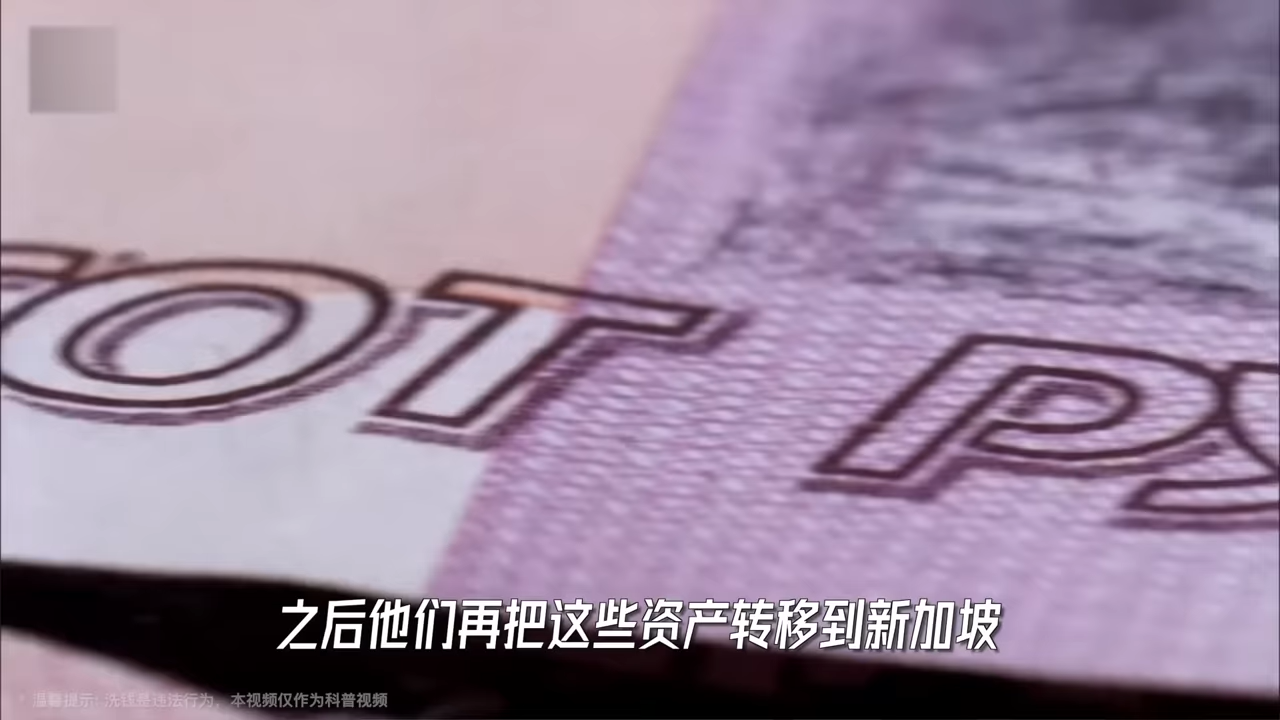 ОТ РУ
之后他们再把这些资产转移到新加坡
* 温馨提示:洗钱是违法行为,本视频仅作为科普视频